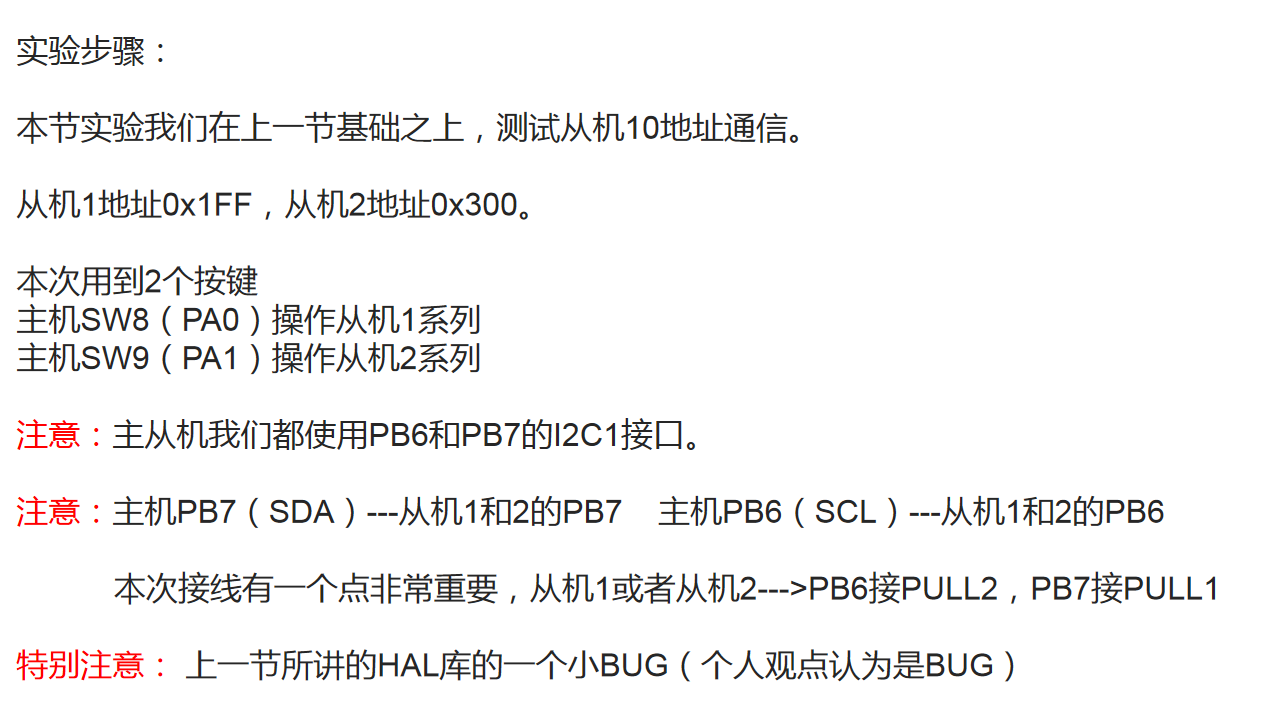 实验步骤：
本节实验我们在上一节基础之上，测试从机10地址通信。
从机1地址0x1FF，从机2地址0x300。
本次用到2个按键
主机SW8（PA0）操作从机1系列
主机SW9（PA1）操作从机2系列
注意：主从机我们都使用PB6和PB7的I2C1接口。
注意：主机PB7（SDA）---从机1和2的PB7 主机PB6（SCL）---从机1和2的PB6
本次接线有一个点非常重要，从机1或者从机2--->PB6接PULL2，PB7接PULL1
特别注意： 上一节所讲的HAL库的一个小BUG（个人观点认为是BUG）